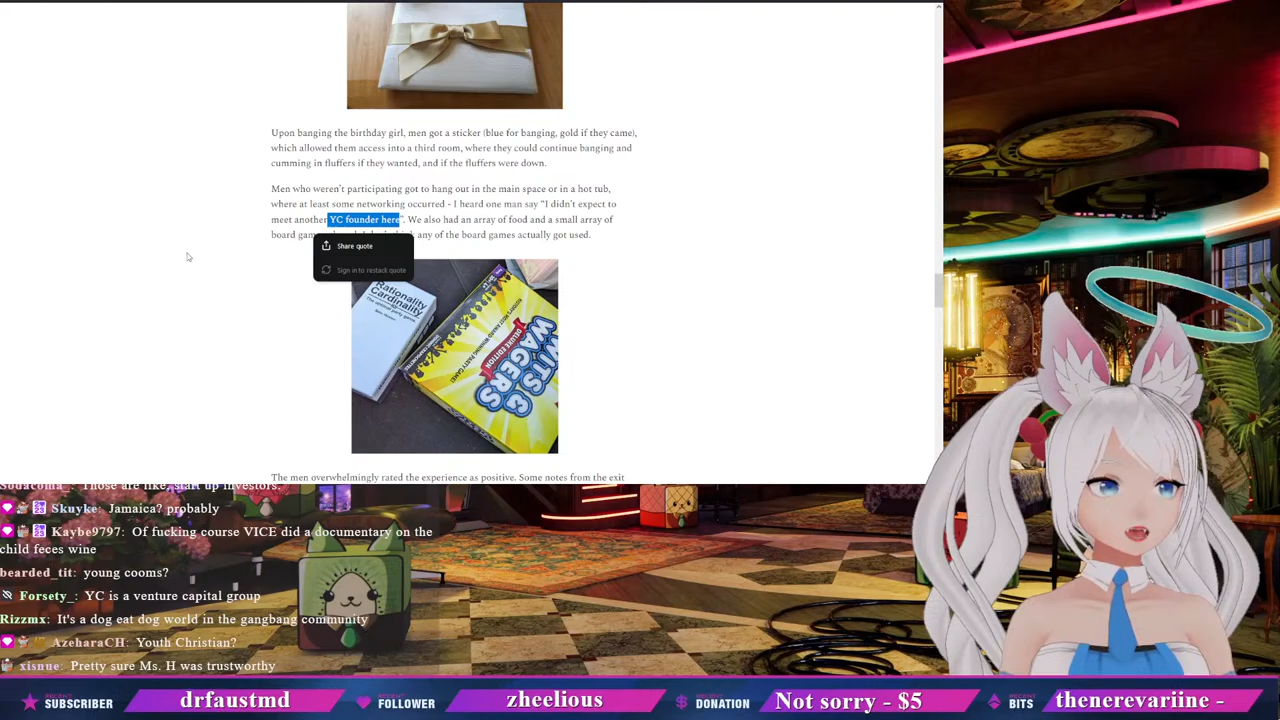 Upon banging the birthday girl, men got a sticker (blue for banging, gold if they came),
which allowed them access into a third room, where they could continue banging and
cumming in fluffers if they wanted, and if the fluffers were down.
Men who weren't participating got to hang out in the main space or in a hot tub,
where at least some networking occurred - I heard one man say "I didn't expect to
meet another YC founder here". We also had an array of food and a small array of
board any of the board games actually got used.
Share quote
Sign in to restack quote
Rationality
Cardinality
DELUXE EDITION
WITS &
WAGERS
The men overwhelmingly rated the experience as positive. Some notes from the exit
Sodacoma_: Those are like, start up investors.
Skuyke: Jamaica? probably
Kaybe9797: Of fucking course VICE did a documentary on the
child feces wine
bearded_tit: young cooms?
Forsety_: YC is a venture capital group
Rizzmx: It's a dog eat dog world in the gangbang community
AzeharaCH: Youth Christian?
xisnue: Pretty sure Ms. H was trustworthy
RECENT SUBSCRIBER drfaustmd RECENT FOLLOWER zheelious RECENT DONATION Not sorry - $5 RECENT BITS thenerevariine -